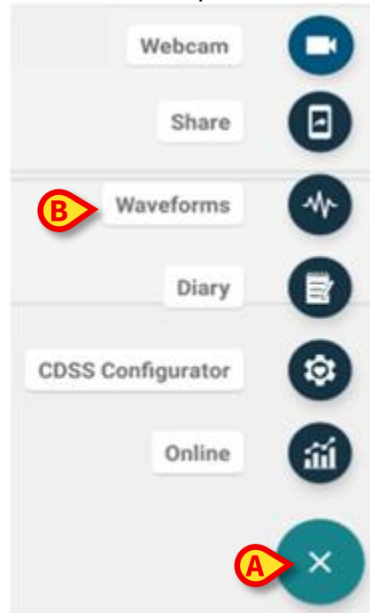 Webcam
Share
B Waveforms
Diary
CDSS Configurator
Online
A